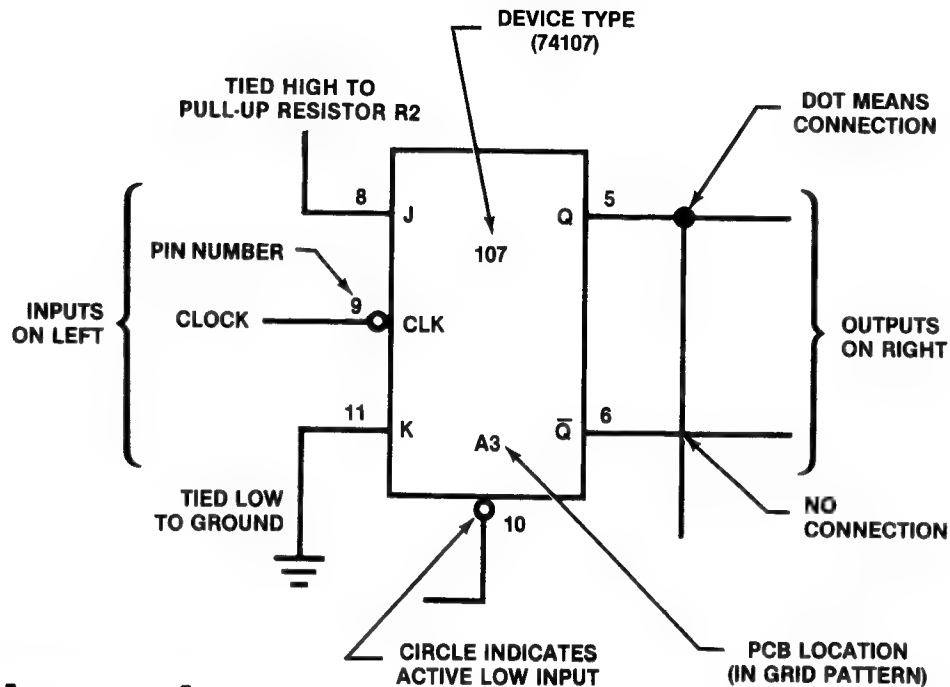 DEVICE TYPE
(74107)
TIED HIGH TO
PULL-UP RESISTOR R2
DOT MEANS
CONNECTION
8
J
Q
5
107
PIN NUMBER
9
INPUTS
ON LEFT
CLOCK
CLK
OUTPUTS
ON RIGHT
11
K
Q̅
6
A3
TIED LOW
TO GROUND
10
NO
CONNECTION
CIRCLE INDICATES
ACTIVE LOW INPUT
PCB LOCATION
(IN GRID PATTERN)